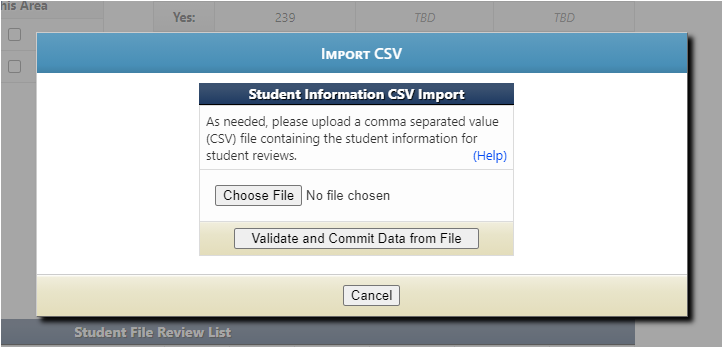 his Area
Yes: 239 TBD TBD
Import CSV
Student Information CSV Import
As needed, please upload a comma separated value
(CSV) file containing the student information for
student reviews. (Help)
Choose File No file chosen
Validate and Commit Data from File
Cancel
Student File Review List